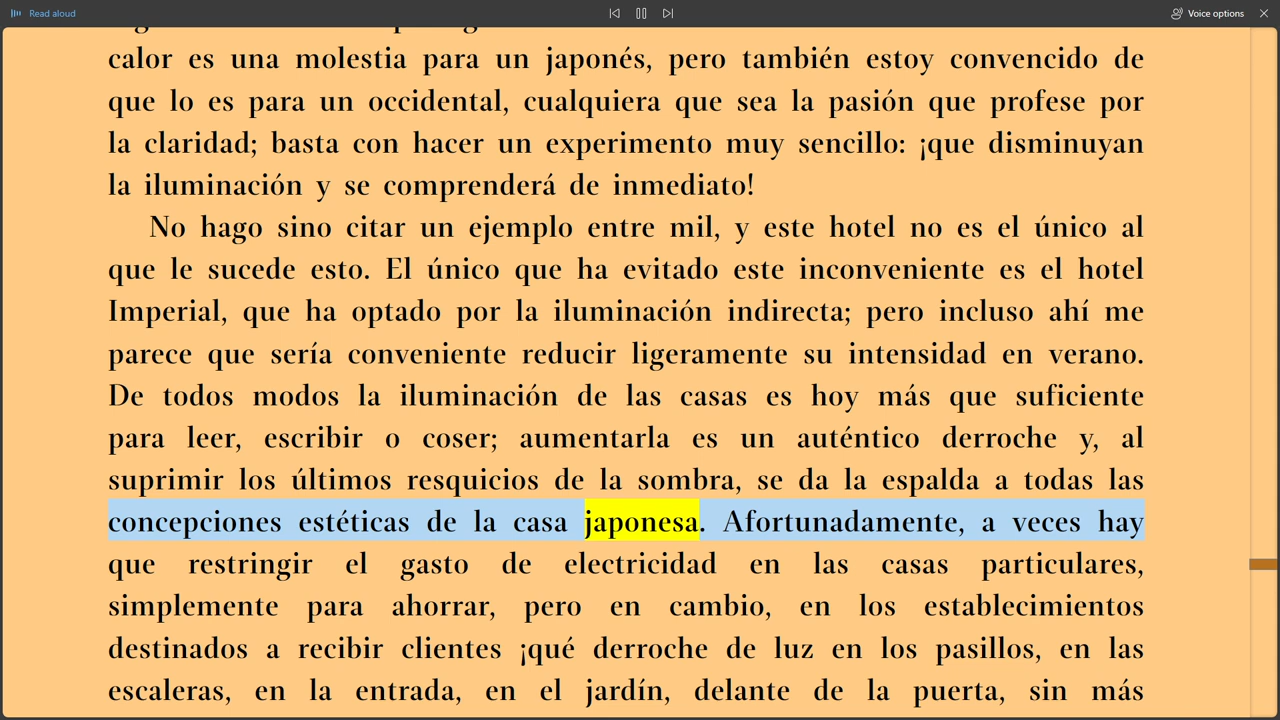 Read aloud
Voice options
calor es una molestia para un japonés, pero también estoy convencido de
que lo es para un occidental, cualquiera que sea la pasión que profese por
la claridad; basta con hacer un experimento muy sencillo: ¡que disminuyan
la iluminación y se comprenderá de inmediato!
No hago sino citar un ejemplo entre mil, y este hotel no es el único al
que le sucede esto. El único que ha evitado este inconveniente es el hotel
Imperial, que ha optado por la iluminación indirecta; pero incluso ahí me
parece que sería conveniente reducir ligeramente su intensidad en verano.
De todos modos la iluminación de las casas es hoy más que suficiente
para leer, escribir o coser; aumentarla es un auténtico derroche y, al
suprimir los últimos resquicios de la sombra, se da la espalda a todas las
concepciones estéticas de la casa japonesa. Afortunadamente, a veces hay
que restringir el gasto de electricidad en las casas particulares,
simplemente para ahorrar, pero en cambio, en los establecimientos
destinados a recibir clientes ¡qué derroche de luz en los pasillos, en las
escaleras, en la entrada, en el jardín, delante de la puerta, sin más